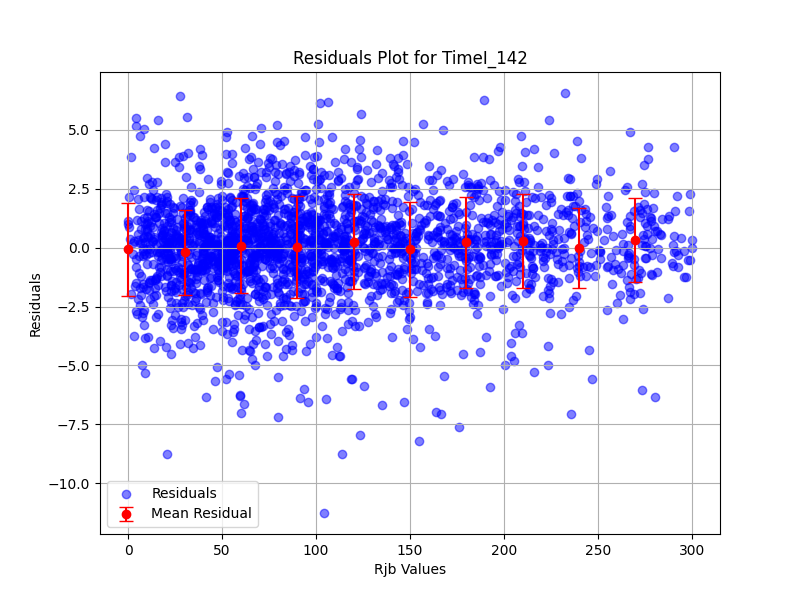 Residuals Plot for TimeI_142
Residuals
5.0
2.5
0.0
−2.5
−5.0
−7.5
−10.0
Residuals
Mean Residual
0 50 100 150 200 250 300
Rjb Values